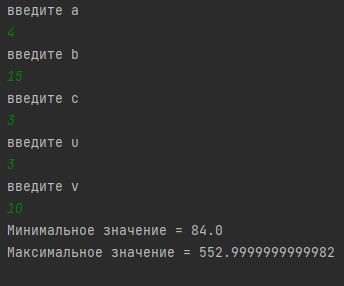 введите a
4
введите b
15
введите c
3
введите u
3
введите v
10
Минимальное значение = 84.0
Максимальное значение = 552.9999999999982